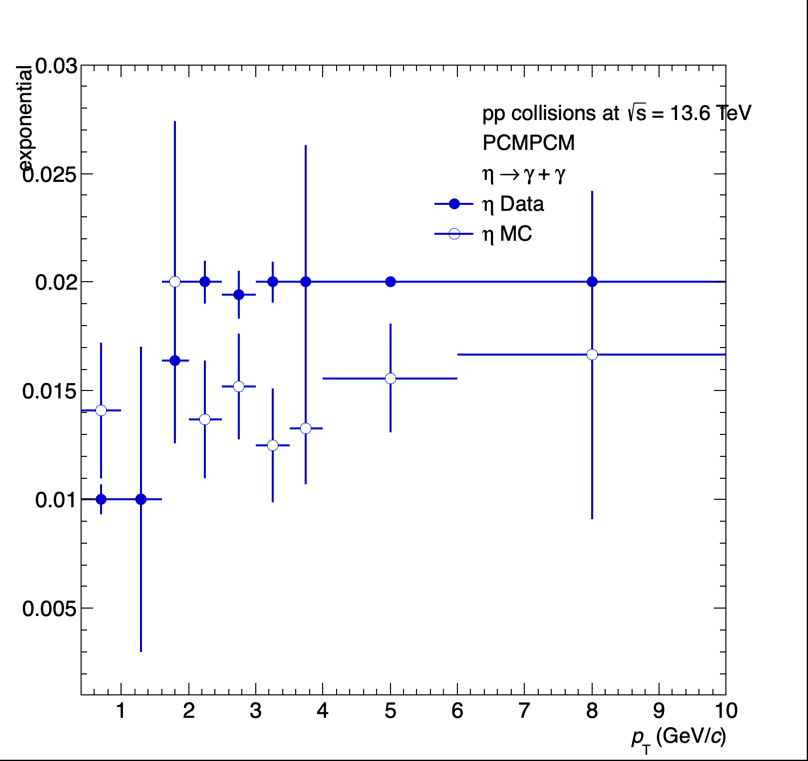 0.03
exponential
pp collisions at √s = 13.6 TeV
PCMPCM
0.025
η → γ + γ
η Data
η MC
0.02
0.015
0.01
0.005
1 2 3 4 5 6 7 8 9 10
p_T (GeV/c)